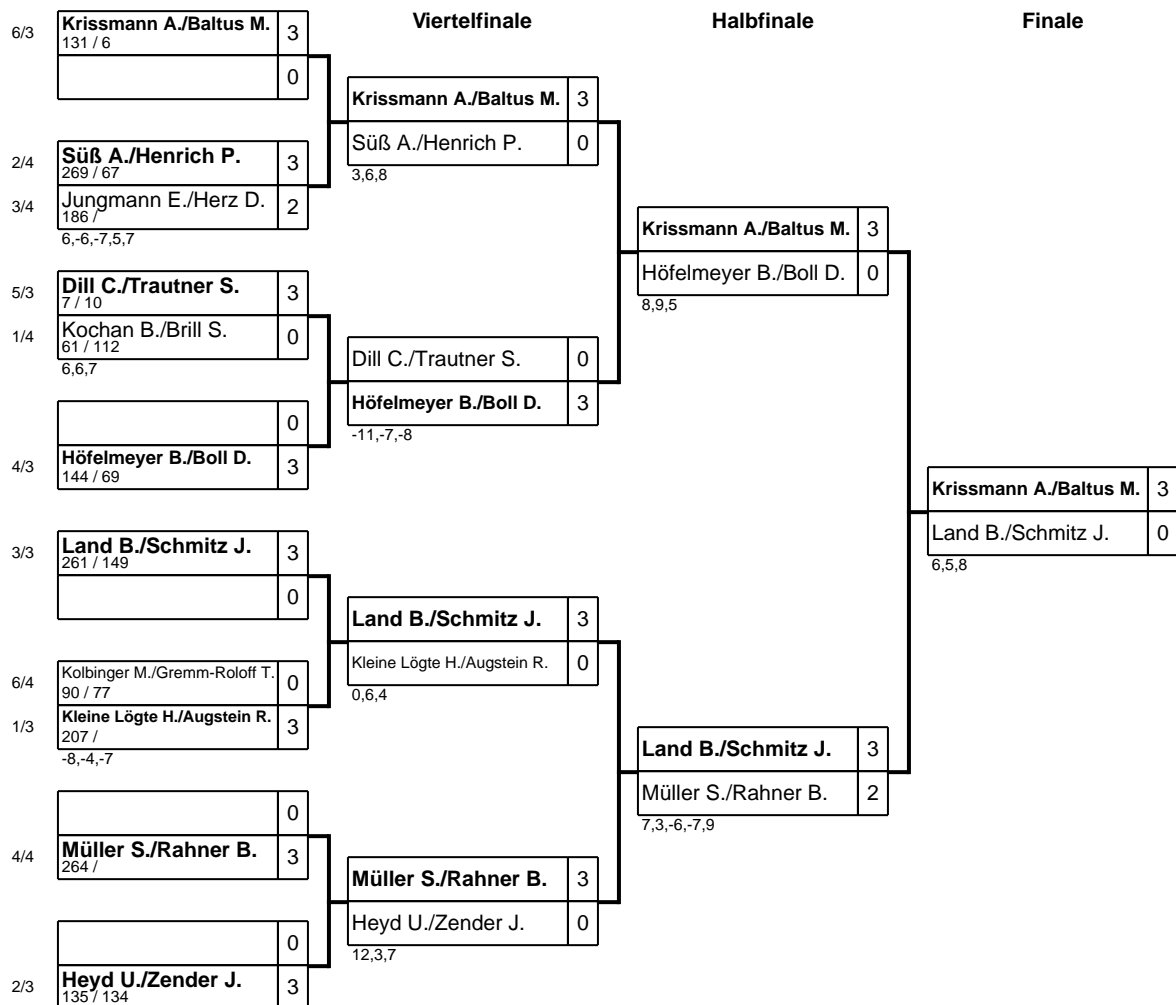 Viertelfinale
Halbfinale
Finale
6/3
Krissmann A./Baltus M. 3
131 / 6
0
2/4
Süß A./Henrich P. 3
269 / 67
3/4
Jungmann E./Herz D. 2
186 /
6,-6,-7,5,7
5/3
Dill C./Trautner S. 3
7 / 10
1/4
Kochan B./Brill S. 0
61 / 112
6,6,7
0
4/3
Höfelmeyer B./Boll D. 3
144 / 69
3/3
Land B./Schmitz J. 3
261 / 149
0
6/4
Kolbinger M./Gremm-Roloff T. 0
90 / 77
1/3
Kleine Lögte H./Augstein R. 3
207 /
-8,-4,-7
0
4/4
Müller S./Rahner B. 3
264 /
0
2/3
Heyd U./Zender J. 3
135 / 134
Krissmann A./Baltus M. 3
Süß A./Henrich P. 0
3,6,8
Dill C./Trautner S. 0
Höfelmeyer B./Boll D. 3
-11,-7,-8
Land B./Schmitz J. 3
Kleine Lögte H./Augstein R. 0
0,6,4
Müller S./Rahner B. 3
Heyd U./Zender J. 0
12,3,7
Krissmann A./Baltus M. 3
Höfelmeyer B./Boll D. 0
8,9,5
Land B./Schmitz J. 3
Müller S./Rahner B. 2
7,3,-6,-7,9
Krissmann A./Baltus M. 3
Land B./Schmitz J. 0
6,5,8